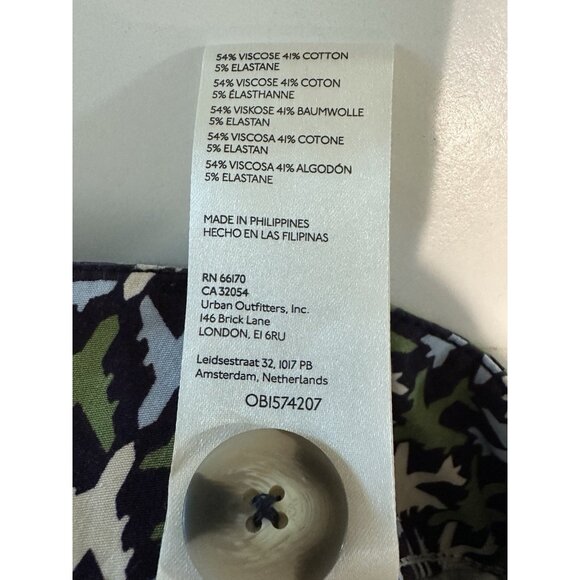 54% VISCOSE 41% COTTON
5% ELASTANE
54% VISCOSE 41% COTON
5% ÉLASTHANNE
54% VISKOSE 41% BAUMWOLLE
5% ELASTAN
54% VISCOSA 41% COTONE
5% ELASTAN
54% VISCOSA 41% ALGODÓN
5% ELASTANE
MADE IN PHILIPPINES
HECHO EN LAS FILIPINAS
RN 66170
CA 32054
Urban Outfitters, Inc.
146 Brick Lane
LONDON, E1 6RU
Leidsestraat 32, 1017 PB
Amsterdam, Netherlands
OB1574207